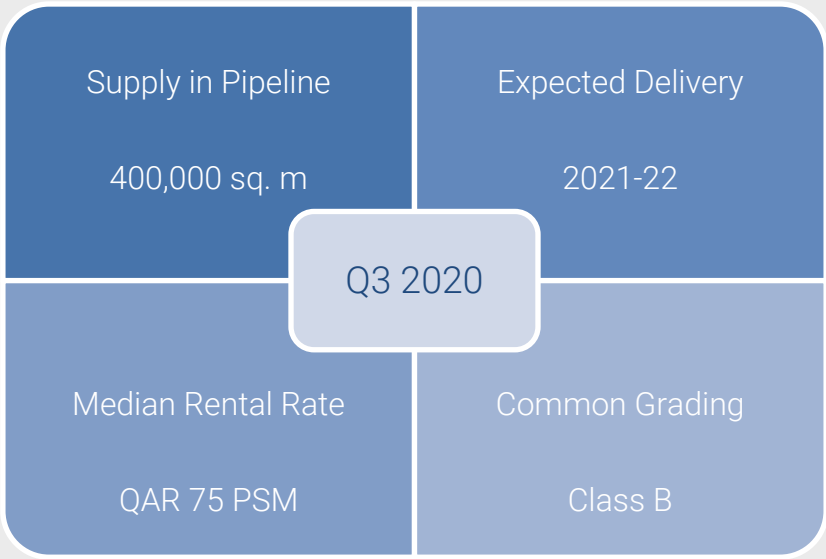 Supply in Pipeline
400,000 sq. m
Expected Delivery
2021-22
Q3 2020
Median Rental Rate
QAR 75 PSM
Common Grading
Class B